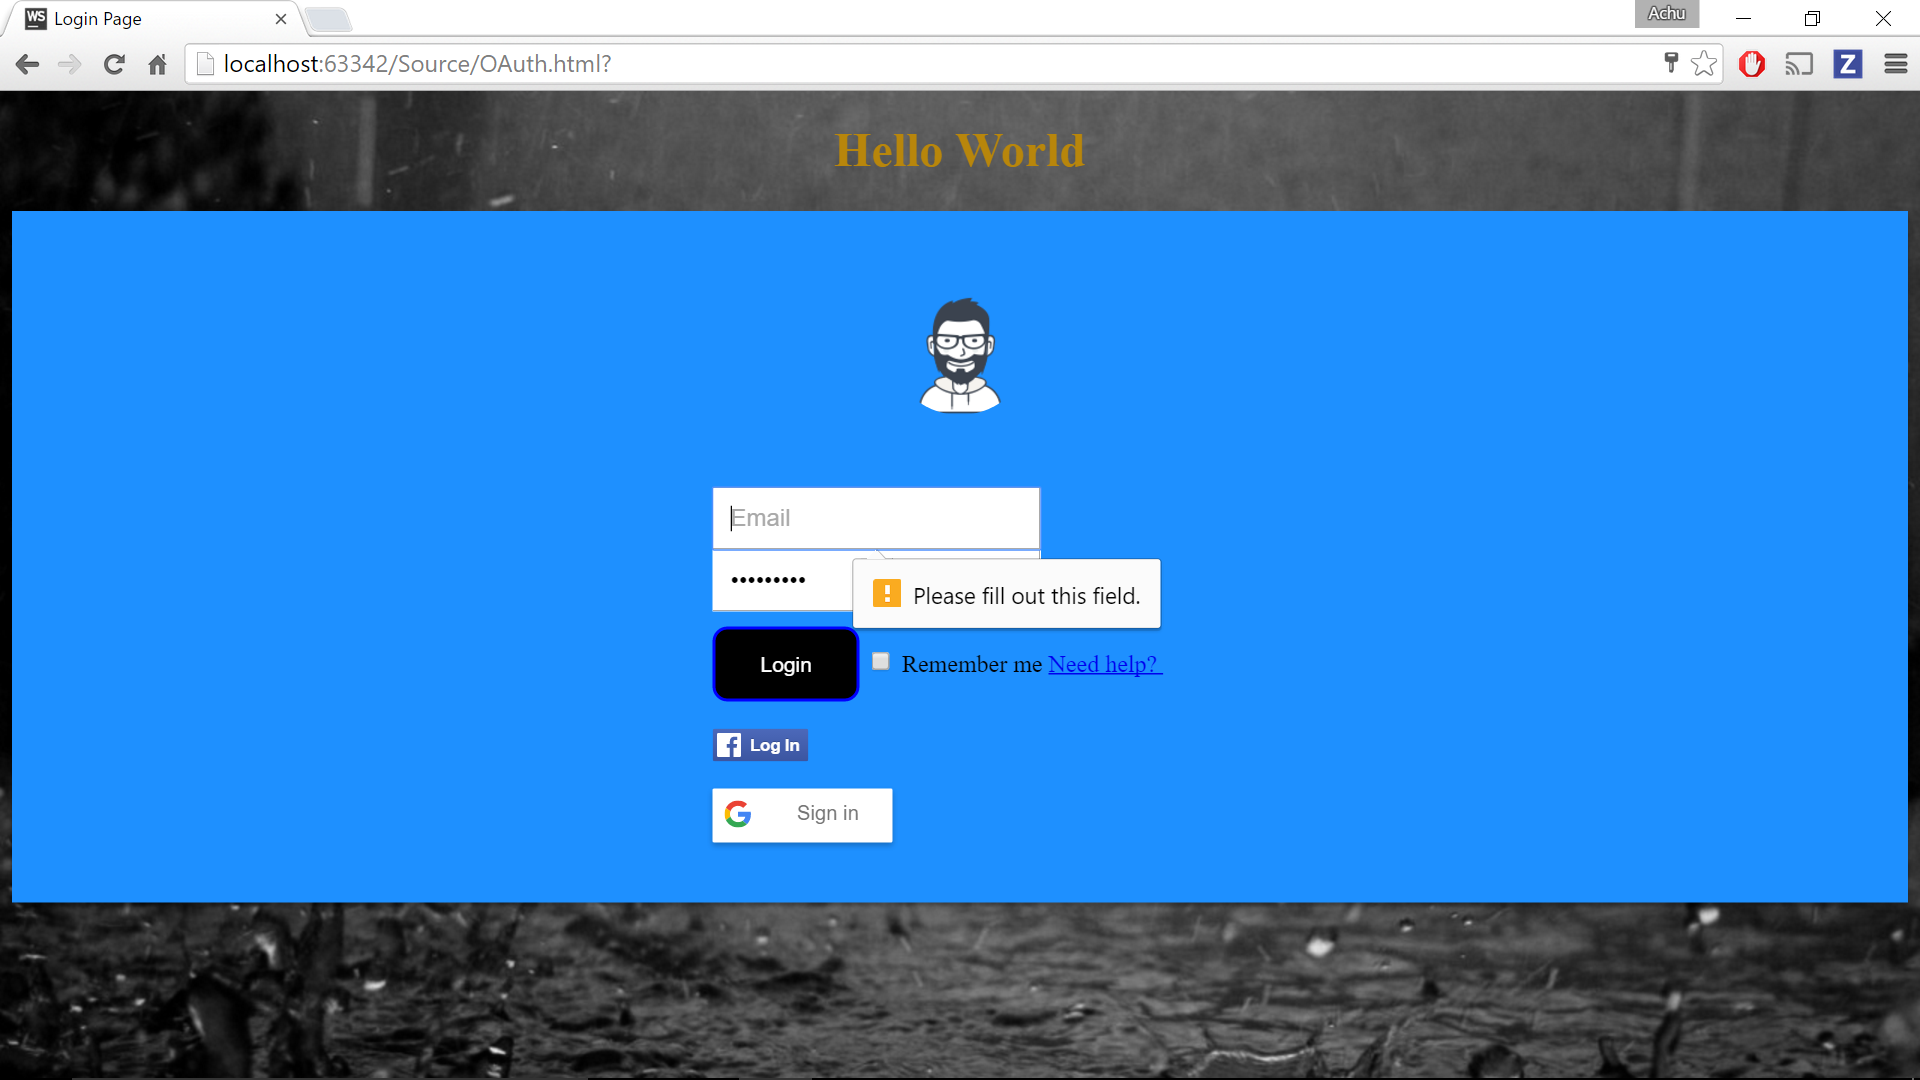 WS Login Page
Achu
localhost:63342/Source/OAuth.html?
Z
Hello World
Email
•••••••••
Please fill out this field.
Login
Remember me Need help?
f Log In
G Sign in